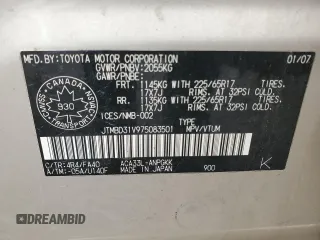 MFD.BY:TOYOTA MOTOR CORPORATION 01/07
GVWR/PNBV:2055KG
GAWR/PNBE: TIRES RIMS
FRT. 1145KG WITH 225/65R17 TIRES,
17X7J RIMS,AT 32PSI COLD
RR. 1135KG WITH 225/65R17 TIRES,
17X7J RIMS,AT 32PSI COLD
ICES/NMB-002
CANADA
930
JTMBD31V975083501 TYPE: MPV/VTUM
C/TR:4R4/FA40 ACA33L-ANPGKK
A/TM:-05A/U140F MADE IN JAPAN 900 K